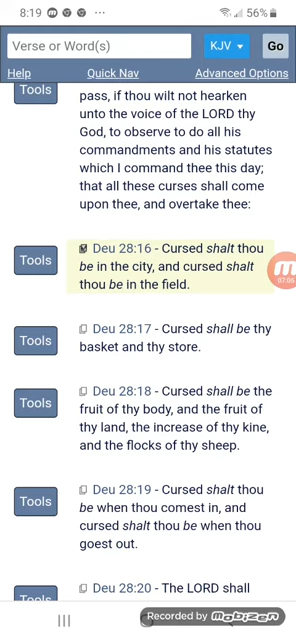 8:19 56%
Verse or Word(s) KJV Go
Help Quick Nav Advanced Options
Tools
pass, if thou wilt not hearken
unto the voice of the LORD thy
God, to observe to do all his
commandments and his statutes
which I command thee this day;
that all these curses shall come
upon thee, and overtake thee:
Tools
Deu 28:16 - Cursed shalt thou
be in the city, and cursed shalt
thou be in the field.
7:05
Tools
Deu 28:17 - Cursed shall be thy
basket and thy store.
Tools
Deu 28:18 - Cursed shall be the
fruit of thy body, and the fruit of
thy land, the increase of thy kine,
and the flocks of thy sheep.
Tools
Deu 28:19 - Cursed shalt thou
be when thou comest in, and
cursed shalt thou be when thou
goest out.
Tools
Deu 28:20 - The LORD shall
Recorded by mobizen